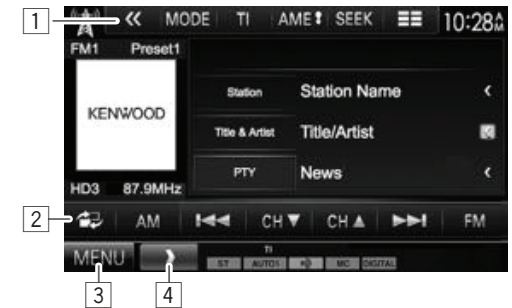 1
MODE TI AME SEEK 10:28
FM1 Preset1
KENWOOD
Station Station Name
Title & Artist Title/Artist
PTY News
HD3 87.9MHz
2 AM CH CH FM
TI
MENU ST AUTO1 MC DIGITAL
3 4